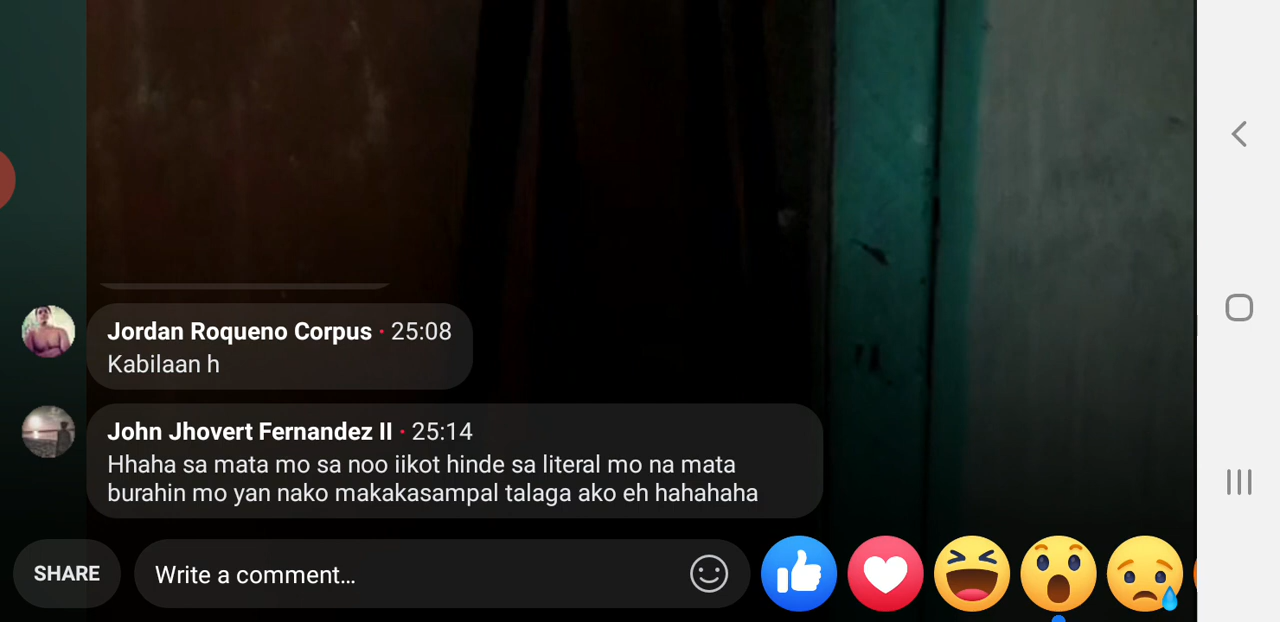 Jordan Roqueno Corpus · 25:08
Kabilaan h
John Jhovert Fernandez II · 25:14
Hhaha sa mata mo sa noo iikot hinde sa literal mo na mata
burahin mo yan nako makakasampal talaga ako eh hahahaha
SHARE
Write a comment...